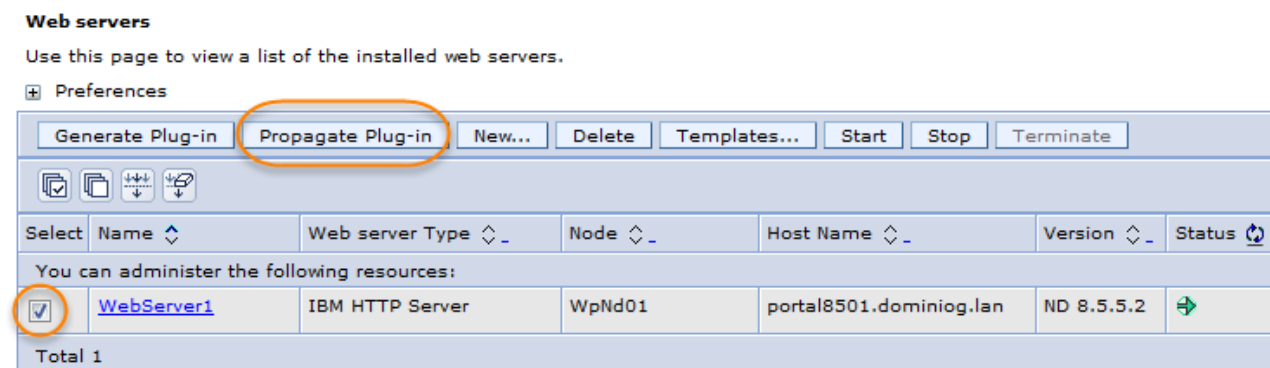 Web servers
Use this page to view a list of the installed web servers.
Preferences
Generate Plug-in Propagate Plug-in New... Delete Templates... Start Stop Terminate
Select Name Web server Type Node Host Name Version Status
You can administer the following resources:
WebServer1 IBM HTTP Server WpNd01 portal8501.dominiog.lan ND 8.5.5.2
Total 1